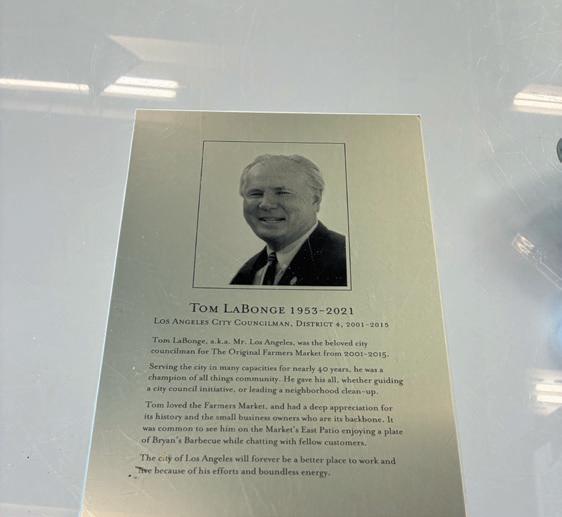 Tom LaBonge 1953–2021
Los Angeles City Councilman, District 4, 2001–2015
Tom LaBonge, a.k.a. Mr. Los Angeles, was the beloved city
councilman for The Original Farmers Market from 2001-2015.
Serving the city in many capacities for nearly 40 years, he was a
champion of all things community. He gave his all, whether guiding
a city council initiative, or leading a neighborhood clean-up.
Tom loved the Farmers Market, and had a deep appreciation for
its history and the small business owners who are its backbone. It
was common to see him on the Market's East Patio enjoying a plate
of Bryan's Barbecue while chatting with fellow customers.
The city of Los Angeles will forever be a better place to work and
live because of his efforts and boundless energy.